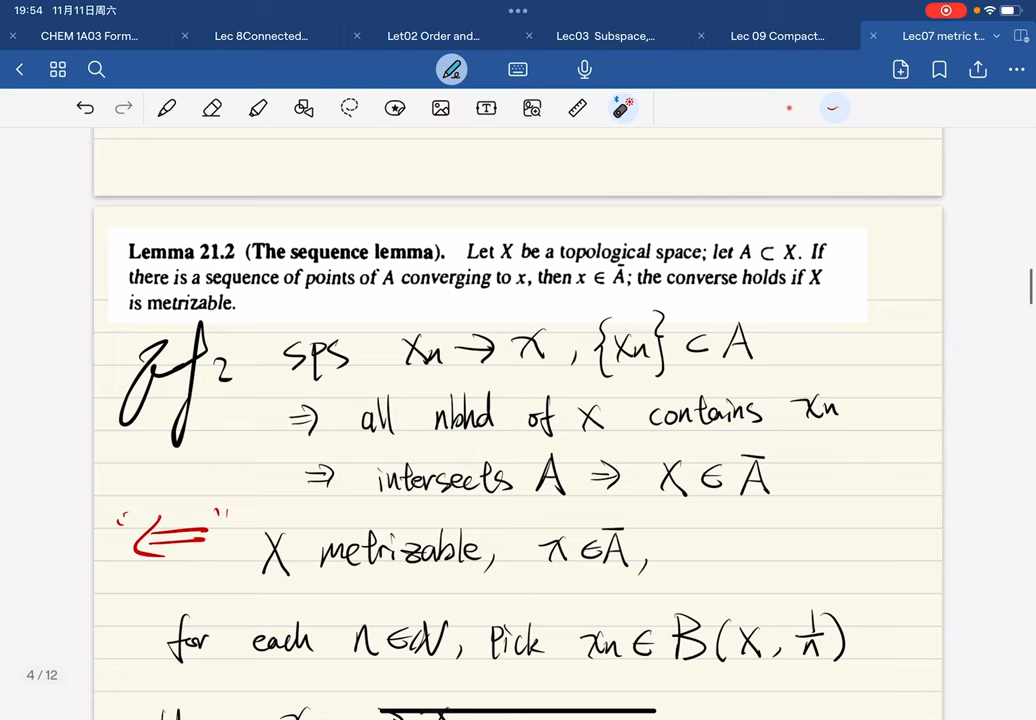 19:54 11月11日周六
CHEM 1A03 Form... Lec 8Connected... Let02 Order and... Lec03 Subspace,... Lec 09 Compact... Lec07 metric t...
Lemma 21.2 (The sequence lemma). Let X be a topological space; let A ⊂ X. If
there is a sequence of points of A converging to x, then x ∈ Ā; the converse holds if X
is metrizable.
pf 2 sps xn → x, {xn} ⊂ A
⇒ all nbhd of x contains xn
⇒ intersects A ⇒ x ∈ Ā
"⇐" X metrizable, x ∈ Ā,
for each n ∈ N, pick xn ∈ B(x, 1/n)
4 / 12